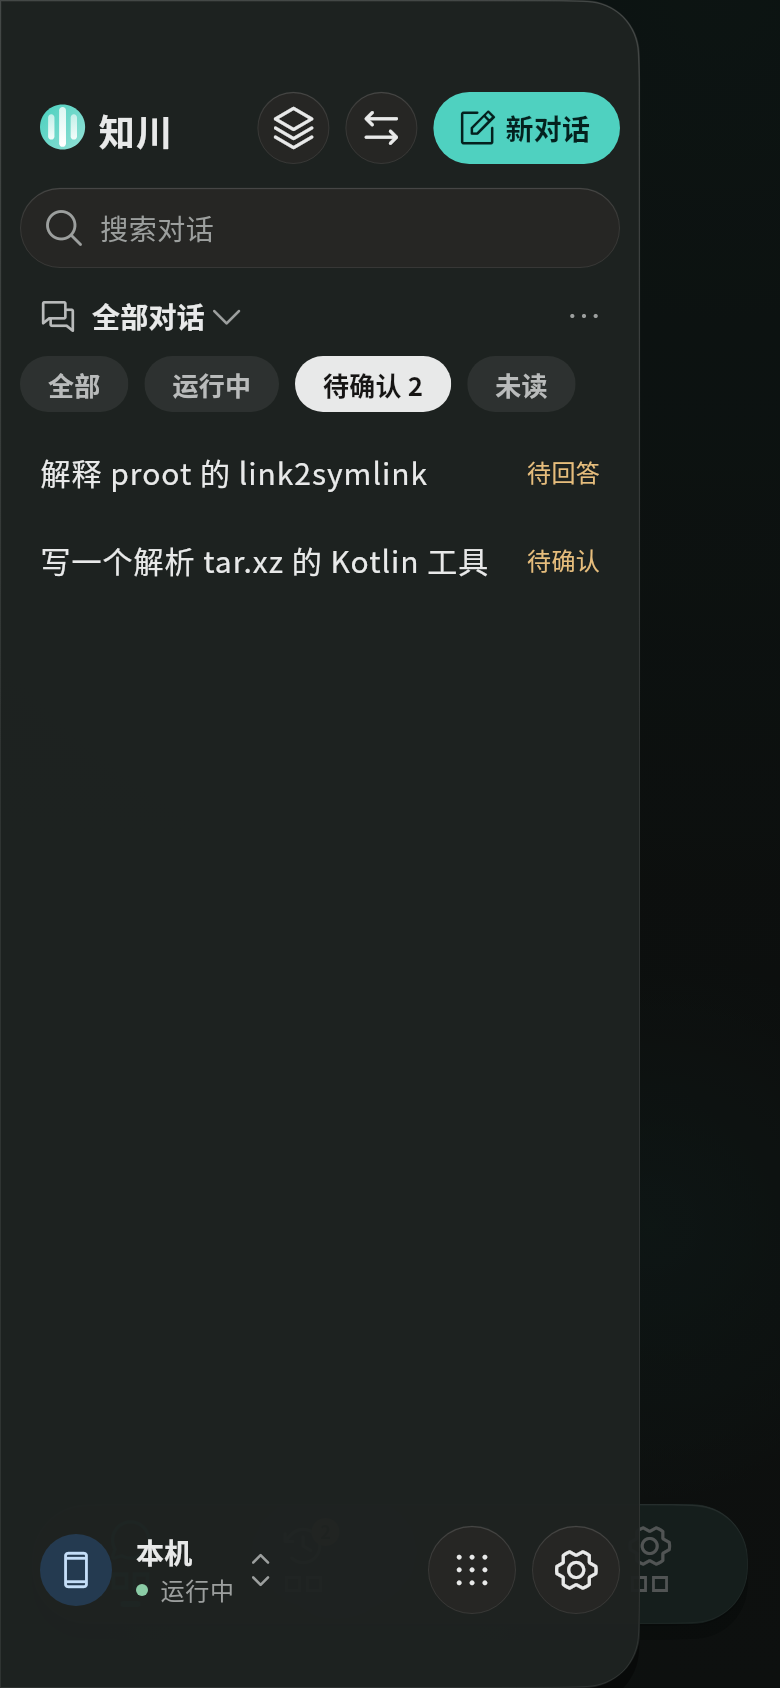 知川
新对话
搜索对话
全部对话
全部 运行中 待确认 2 未读
解释 proot 的 link2symlink 待回答
写一个解析 tar.xz 的 Kotlin 工具 待确认
本机
运行中